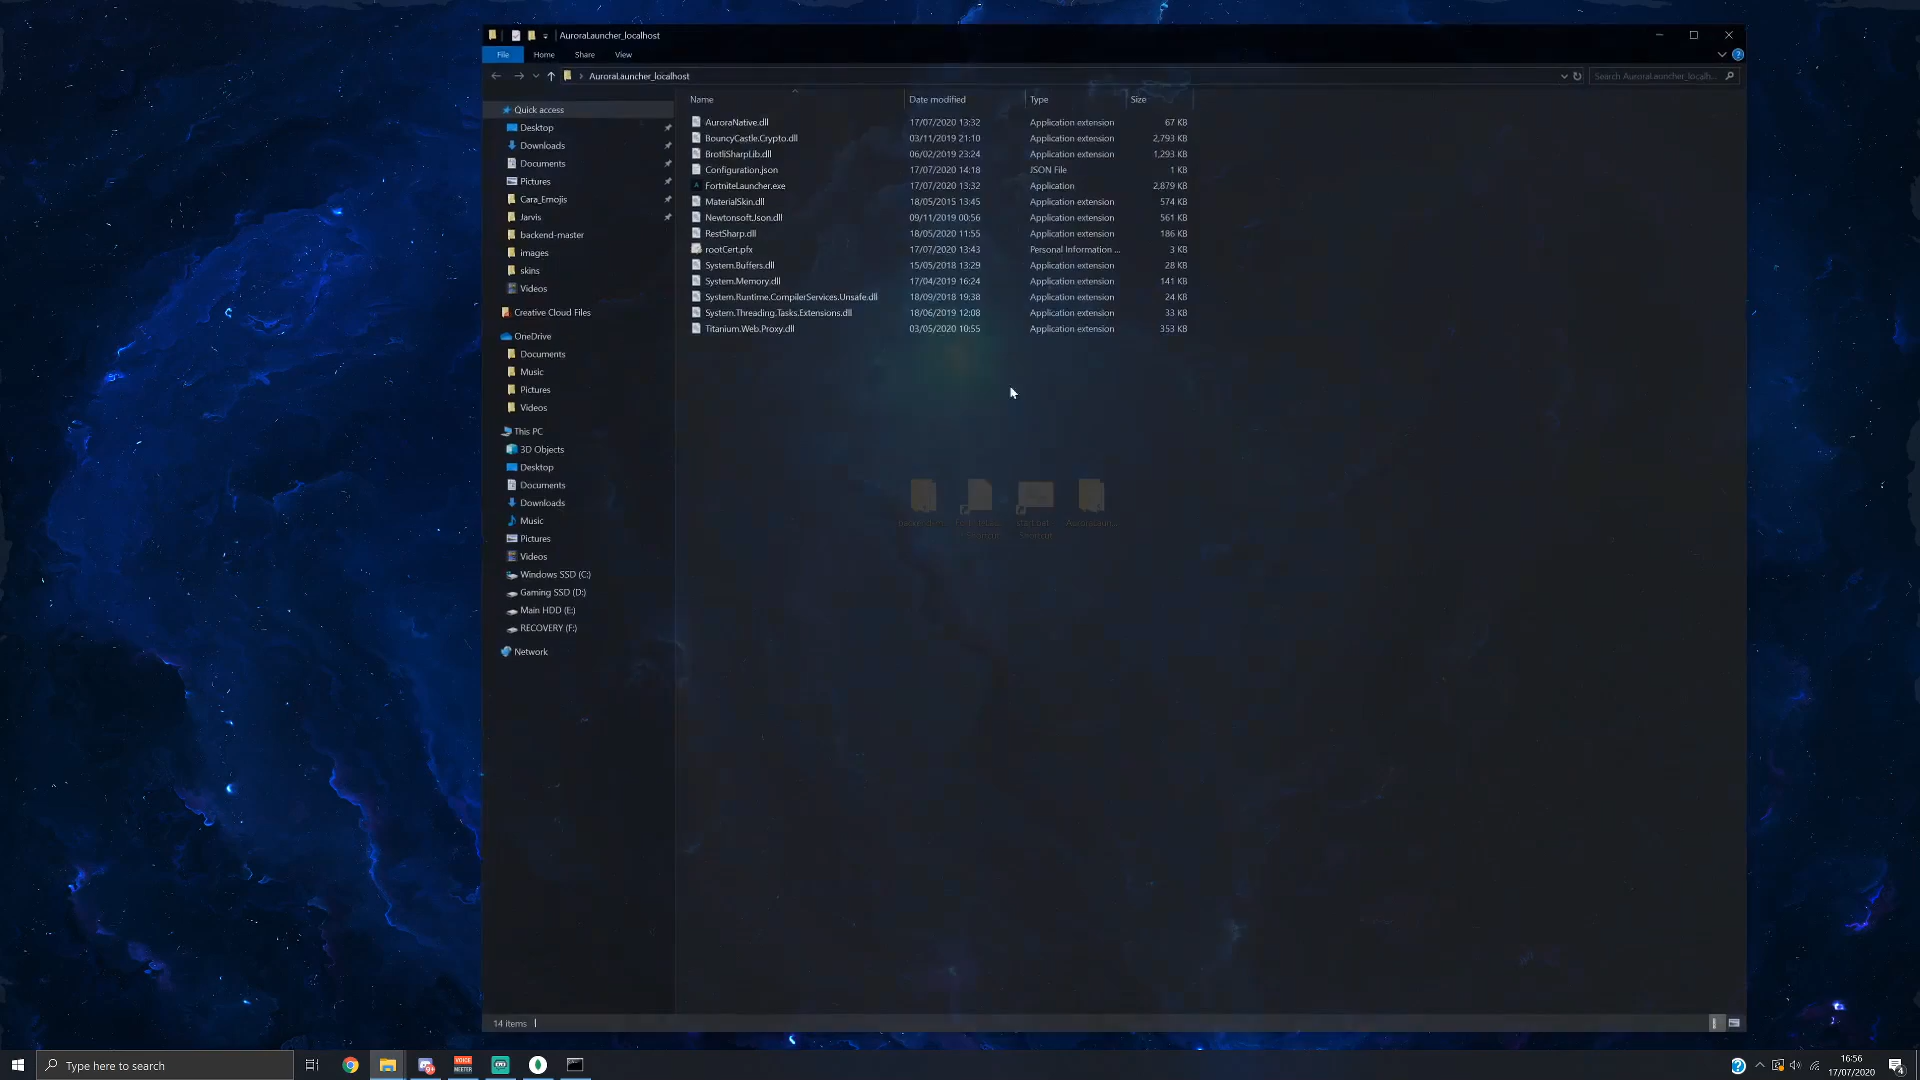 AuroraLauncher_localhost
File Home Share View
AuroraLauncher_localhost
Search AuroraLauncher_localh...
Name Date modified Type Size
AuroraNative.dll 17/07/2020 13:32 Application extension 67 KB
BouncyCastle.Crypto.dll 03/11/2019 21:10 Application extension 2,793 KB
BrotliSharpLib.dll 06/02/2019 23:24 Application extension 1,293 KB
Configuration.json 17/07/2020 14:18 JSON File 1 KB
FortniteLauncher.exe 17/07/2020 13:32 Application 2,879 KB
MaterialSkin.dll 18/05/2015 13:45 Application extension 574 KB
Newtonsoft.Json.dll 09/11/2019 00:56 Application extension 561 KB
RestSharp.dll 18/05/2020 11:55 Application extension 186 KB
rootCert.pfx 17/07/2020 13:43 Personal Information ... 3 KB
System.Buffers.dll 15/05/2018 13:29 Application extension 28 KB
System.Memory.dll 17/04/2019 16:24 Application extension 141 KB
System.Runtime.CompilerServices.Unsafe.dll 18/09/2018 19:38 Application extension 24 KB
System.Threading.Tasks.Extensions.dll 18/06/2019 12:08 Application extension 33 KB
Titanium.Web.Proxy.dll 03/05/2020 10:55 Application extension 353 KB
Quick access
Desktop
Downloads
Documents
Pictures
Cara_Emojis
Jarvis
backend-master
images
skins
Videos
Creative Cloud Files
OneDrive
Documents
Music
Pictures
Videos
This PC
3D Objects
Desktop
Documents
Downloads
Music
Pictures
Videos
Windows SSD (C:)
Gaming SSD (D:)
Main HDD (E:)
RECOVERY (F:)
Network
14 items
Type here to search
VOICE
MEETER
16:56
17/07/2020
4